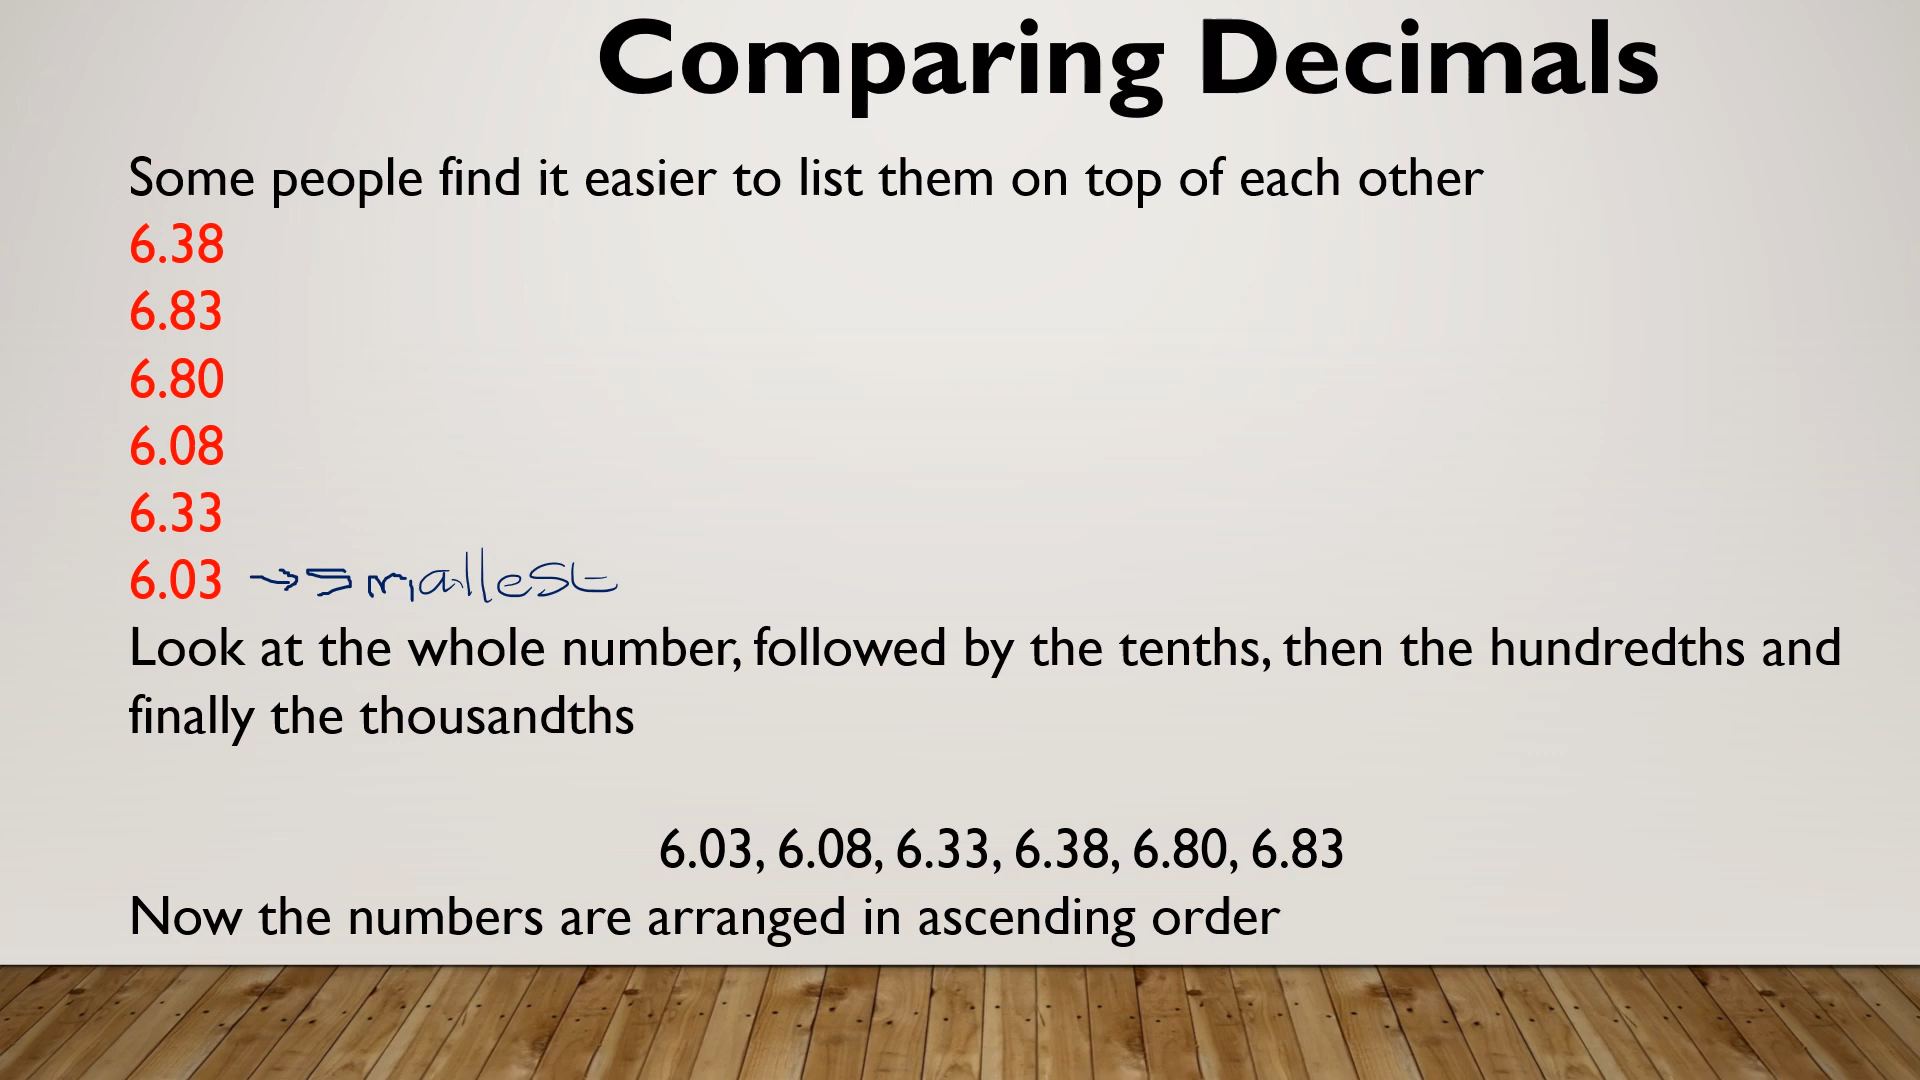 Comparing Decimals
Some people find it easier to list them on top of each other
6.38
6.83
6.80
6.08
6.33
6.03 → smallest
Look at the whole number, followed by the tenths, then the hundredths and
finally the thousandths
6.03, 6.08, 6.33, 6.38, 6.80, 6.83
Now the numbers are arranged in ascending order